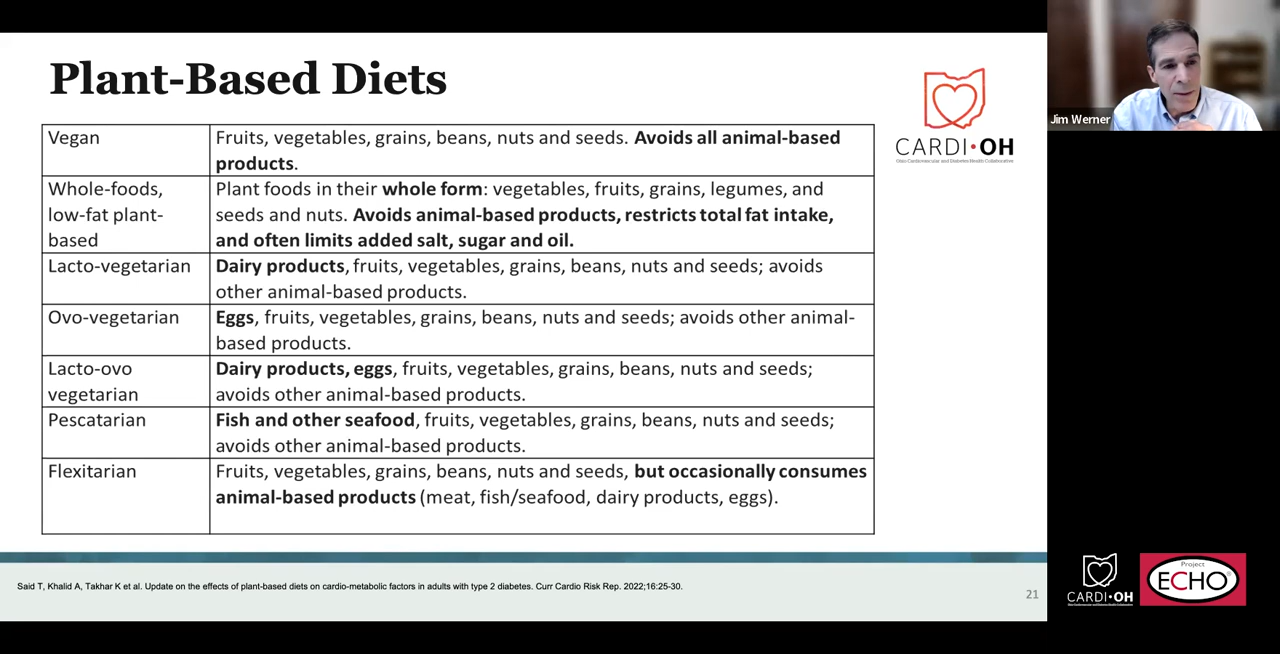 Plant-Based Diets
CARDI•OH
Ohio Cardiovascular and Diabetes Health Collaborative
Jim Werner
Vegan
Fruits, vegetables, grains, beans, nuts and seeds. Avoids all animal-based
products.
Whole-foods,
low-fat plant-
based
Plant foods in their whole form: vegetables, fruits, grains, legumes, and
seeds and nuts. Avoids animal-based products, restricts total fat intake,
and often limits added salt, sugar and oil.
Lacto-vegetarian
Dairy products, fruits, vegetables, grains, beans, nuts and seeds; avoids
other animal-based products.
Ovo-vegetarian
Eggs, fruits, vegetables, grains, beans, nuts and seeds; avoids other animal-
based products.
Lacto-ovo
vegetarian
Dairy products, eggs, fruits, vegetables, grains, beans, nuts and seeds;
avoids other animal-based products.
Pescatarian
Fish and other seafood, fruits, vegetables, grains, beans, nuts and seeds;
avoids other animal-based products.
Flexitarian
Fruits, vegetables, grains, beans, nuts and seeds, but occasionally consumes
animal-based products (meat, fish/seafood, dairy products, eggs).
Said T, Khalid A, Takhar K et al. Update on the effects of plant-based diets on cardio-metabolic factors in adults with type 2 diabetes. Curr Cardio Risk Rep. 2022;16:25-30.
21
CARDI•OH
Project
ECHO®